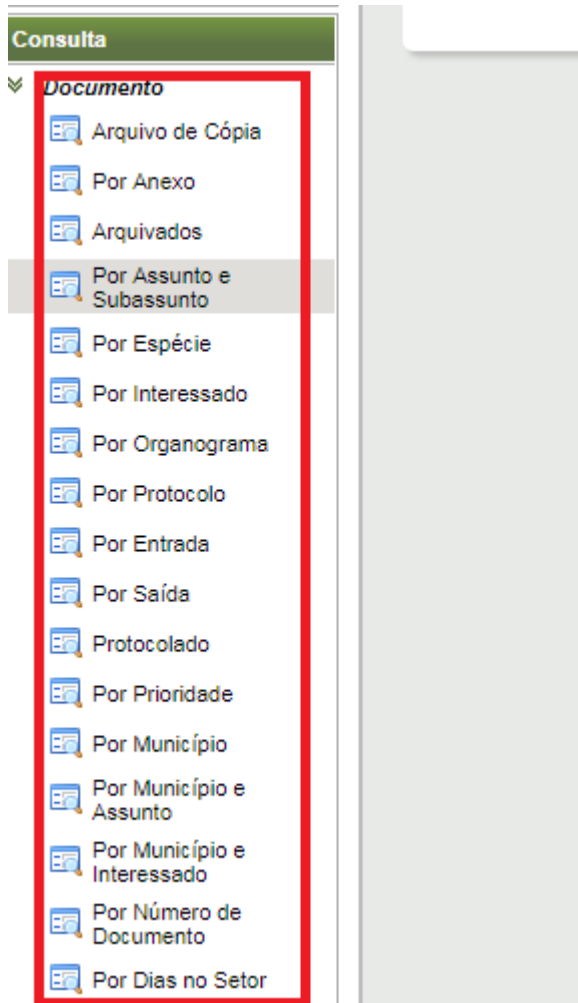 Consulta
Documento
Arquivo de Cópia
Por Anexo
Arquivados
Por Assunto e
Subassunto
Por Espécie
Por Interessado
Por Organograma
Por Protocolo
Por Entrada
Por Saída
Protocolado
Por Prioridade
Por Município
Por Município e
Assunto
Por Município e
Interessado
Por Número de
Documento
Por Dias no Setor